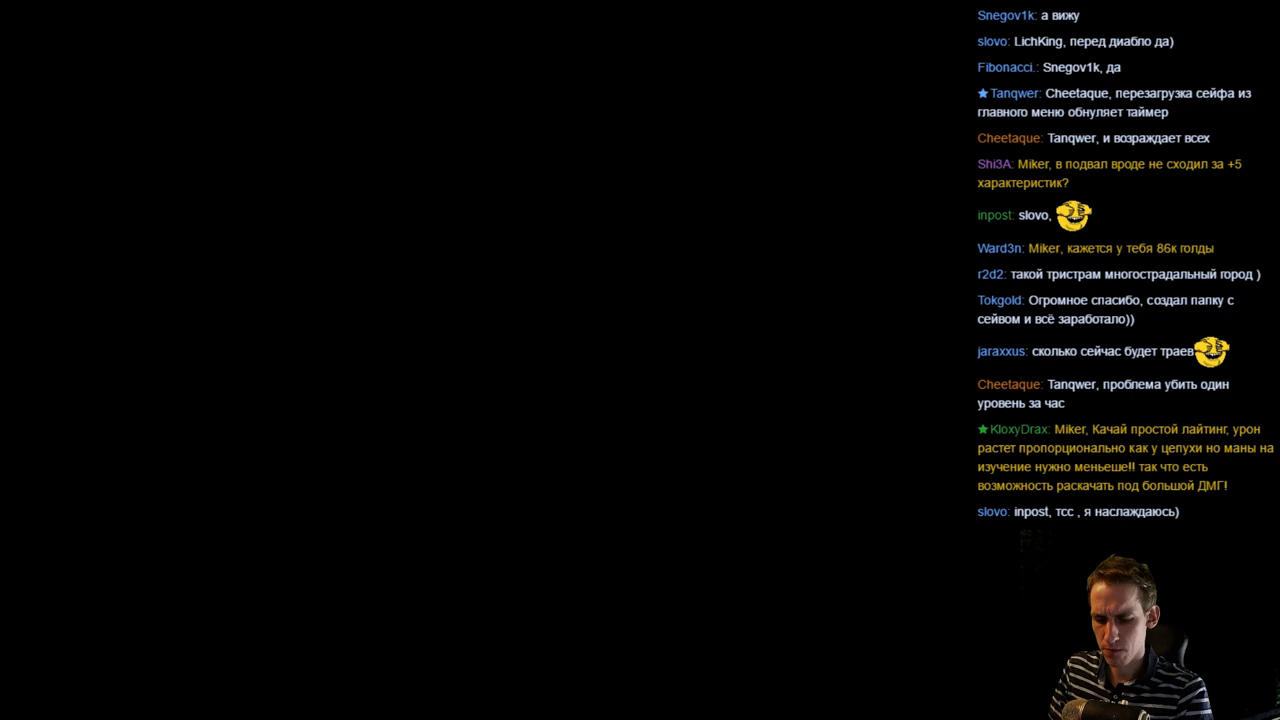 Snegov1k: а вижу
slovo: LichKing, перед диабло да)
Fibonacci.: Snegov1k, да
Tanqwer: Cheetaque, перезагрузка сейфа из
главного меню обнуляет таймер
Cheetaque: Tanqwer, и возраждает всех
Shi3A: Miker, в подвал вроде не сходил за +5
характеристик?
inpost: slovo,
Ward3n: Miker, кажется у тебя 86к голды
r2d2: такой тристрам многострадальный город )
Tokgold: Огромное спасибо, создал папку с
сейвом и всё заработало))
jaraxxus: сколько сейчас будет траев
Cheetaque: Tanqwer, проблема убить один
уровень за час
KloxyDrax: Miker, Качай простой лайтинг, урон
растет пропорционально как у цепухи но маны на
изучение нужно меньеше!! так что есть
возможность раскачать под большой ДМГ!
slovo: inpost, тсс , я наслаждаюсь)